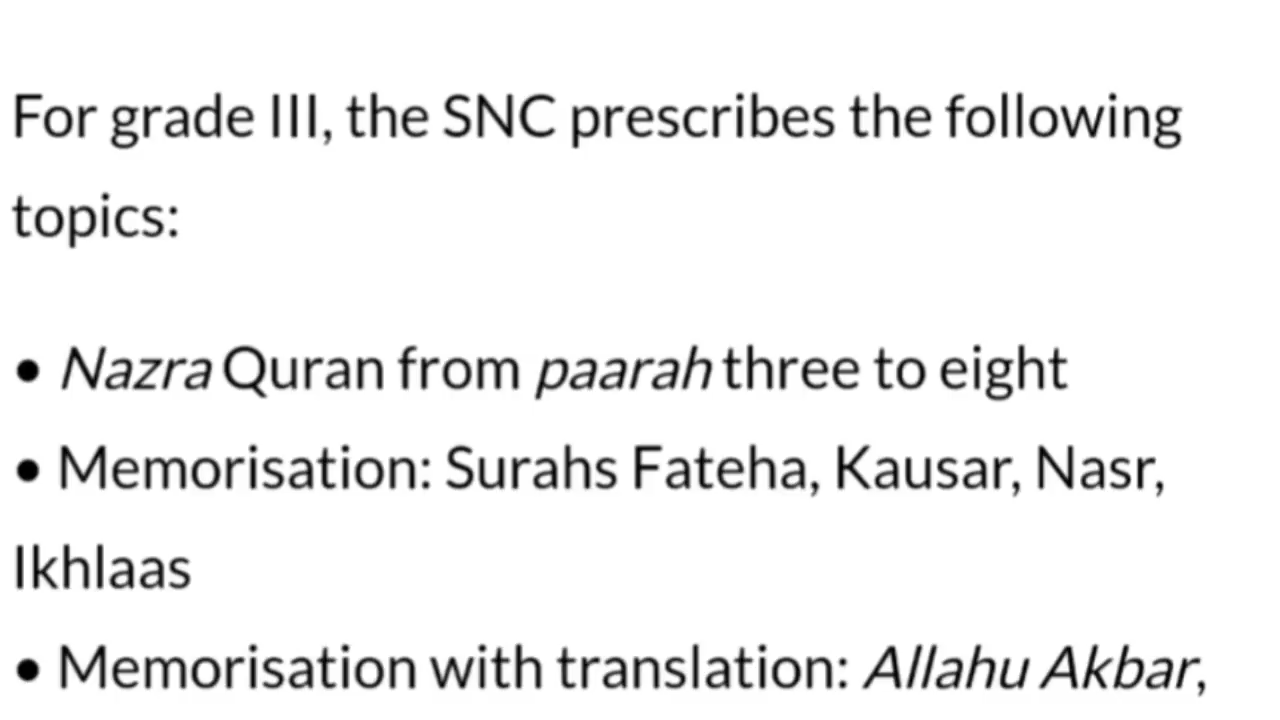 For grade III, the SNC prescribes the following
topics:
• Nazra Quran from paarah three to eight
• Memorisation: Surahs Fateha, Kausar, Nasr,
Ikhlaas
• Memorisation with translation: Allahu Akbar,